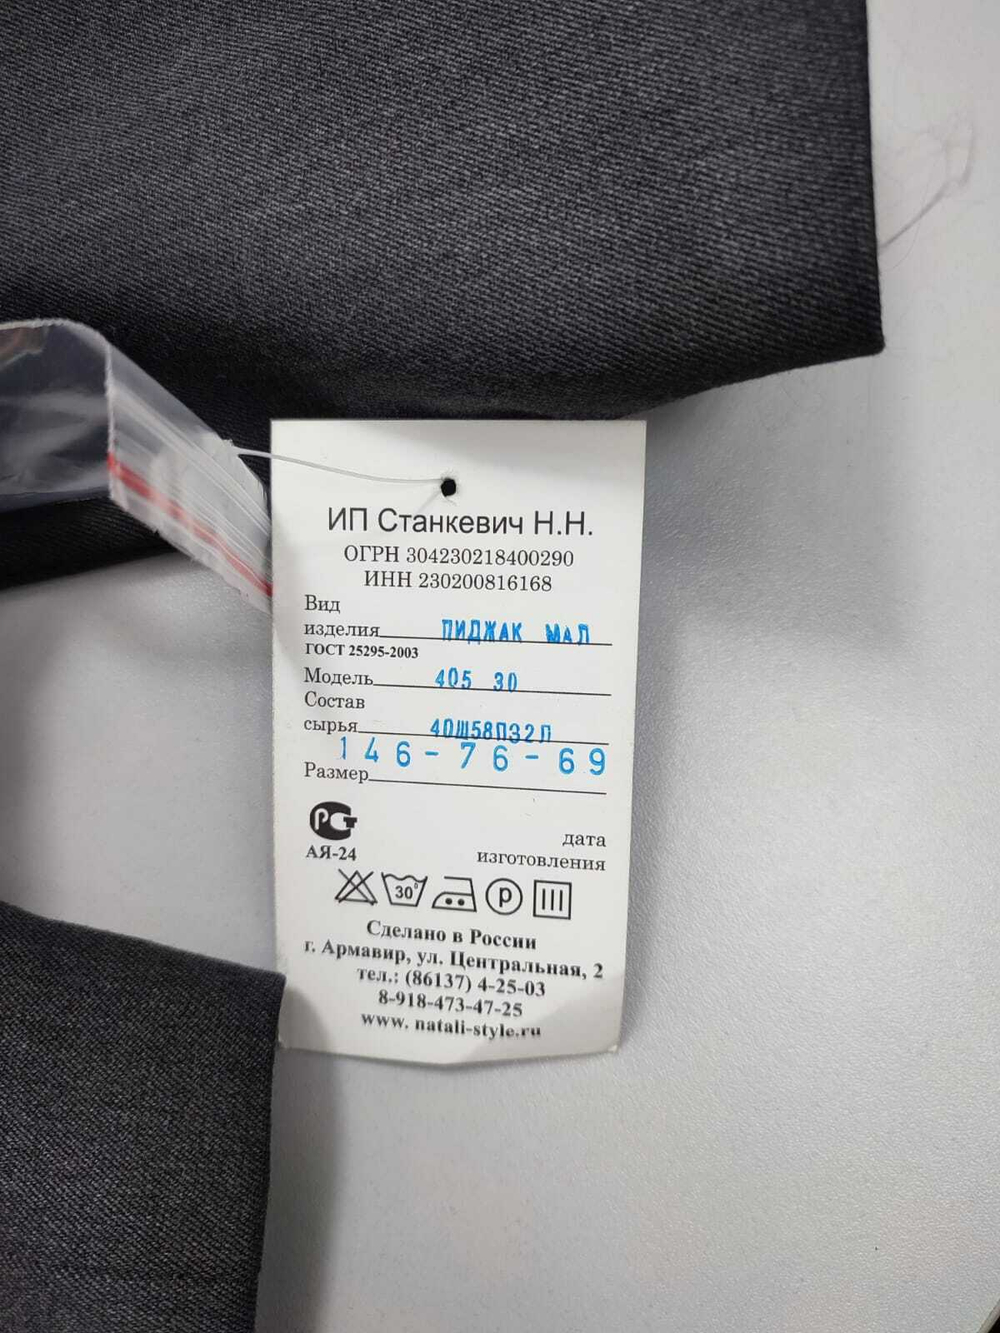 ИП Станкевич Н.Н.
ОГРН 304230218400290
ИНН 230200816168
Вид
изделия ПИДЖАК МАЛ
ГОСТ 25295-2003
Модель 405 30
Состав
сырья 40Ш58П32Л
146-76-69
Размер
РСТ
АЯ-24
дата
изготовления
30°
P
Сделано в России
г. Армавир, ул. Центральная, 2
тел.: (86137) 4-25-03
8-918-473-47-25
www. natali-style.ru